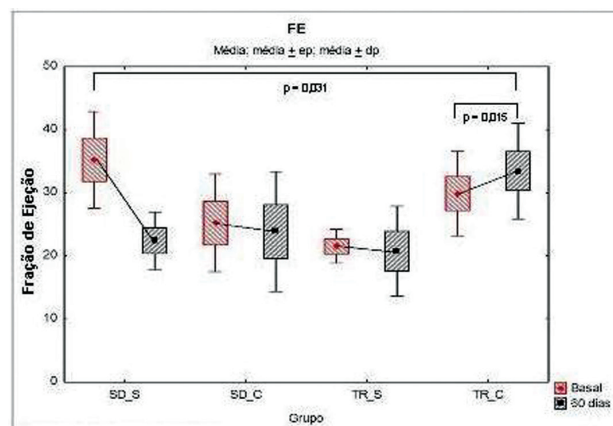 FE
Média; média ± ep; média ± dp
50
p = 0,031
40
p = 0,015
30
20
10
0
Fração de Ejeção
SD_S
SD_C
TR_S
TR_C
Grupo
Basal
60 dias